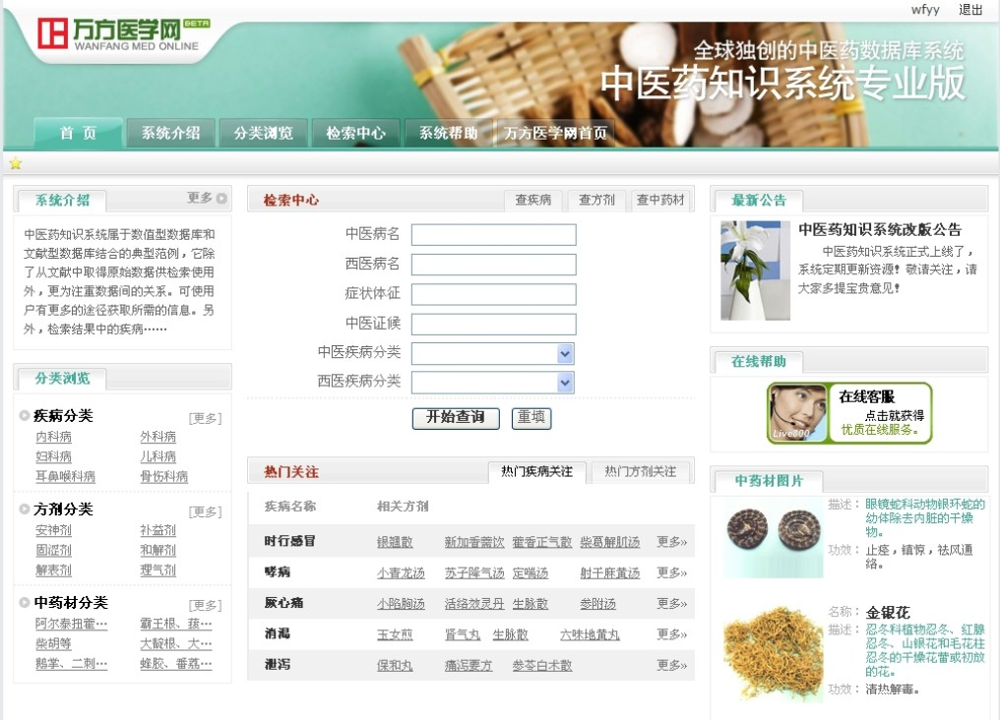 wfyy 退出
万方医学网 BETA
WANFANG MED ONLINE
全球独创的中医药数据库系统
中医药知识系统专业版
首 页 系统介绍 分类浏览 检索中心 系统帮助 万方医学网首页
系统介绍 更多
中医药知识系统属于数值型数据库和
文献型数据库结合的典型范例，它除
了从文献中取得原始数据供检索使用
外，更为注重数据间的关系。可使用
户有更多的途径获取所需的信息。另
外，检索结果中的疾病……
分类浏览
疾病分类 [更多]
内科病 外科病
妇科病 儿科病
耳鼻喉科病 骨伤科病
方剂分类 [更多]
安神剂 补益剂
固涩剂 和解剂
解表剂 理气剂
中药材分类 [更多]
阿尔泰扭藿… 霸王根、菝…
柴胡等 大靛根、大…
鹅掌、二刺… 蜂胶、番荔…
检索中心 查疾病 查方剂 查中药材
中医病名
西医病名
症状体征
中医证候
中医疾病分类
西医疾病分类
开始查询 重填
热门关注 热门疾病关注 热门方剂关注
疾病名称 相关方剂
时行感冒 银翘散 新加香薷饮 藿香正气散 柴葛解肌汤 更多»
哮病 小青龙汤 苏子降气汤 定喘汤 射干麻黄汤 更多»
厥心痛 小陷胸汤 活络效灵丹 生脉散 参附汤 更多»
消渴 玉女煎 肾气丸 生脉散 六味地黄丸 更多»
泄泻 保和丸 痛泻要方 参苓白术散 更多»
最新公告
中医药知识系统改版公告
中医药知识系统正式上线了，
系统定期更新资源！敬请关注，请
大家多提宝贵意见！
在线帮助
在线客服
点击就获得
优质在线服务。
Live800
中药材图片
描述： 眼镜蛇科动物银环蛇的
幼体除去内脏的干燥
物。
功效： 止痉，镇惊，祛风通
络。
名称： 金银花
描述： 忍冬科植物忍冬、红腺
忍冬、山银花和毛花柱
忍冬的干燥花蕾或初放
的花。
功效： 清热解毒。